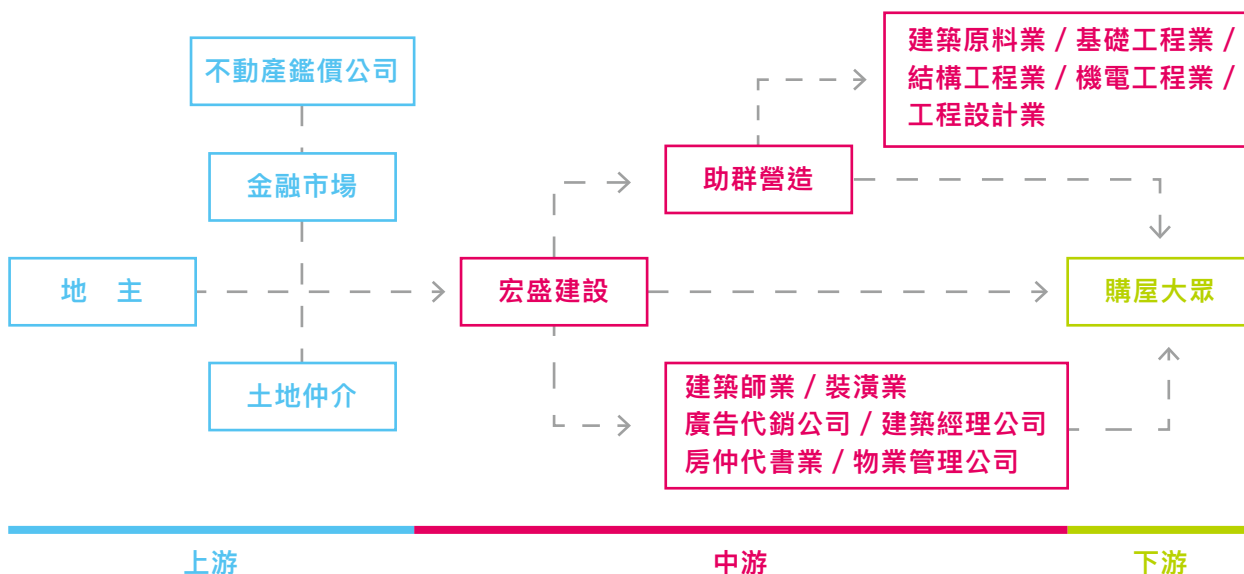 不動產鑑價公司
建築原料業 / 基礎工程業 /
結構工程業 / 機電工程業 /
工程設計業
金融市場
助群營造
地　主
宏盛建設
購屋大眾
土地仲介
建築師業 / 裝潢業
廣告代銷公司 / 建築經理公司
房仲代書業 / 物業管理公司
上游
中游
下游